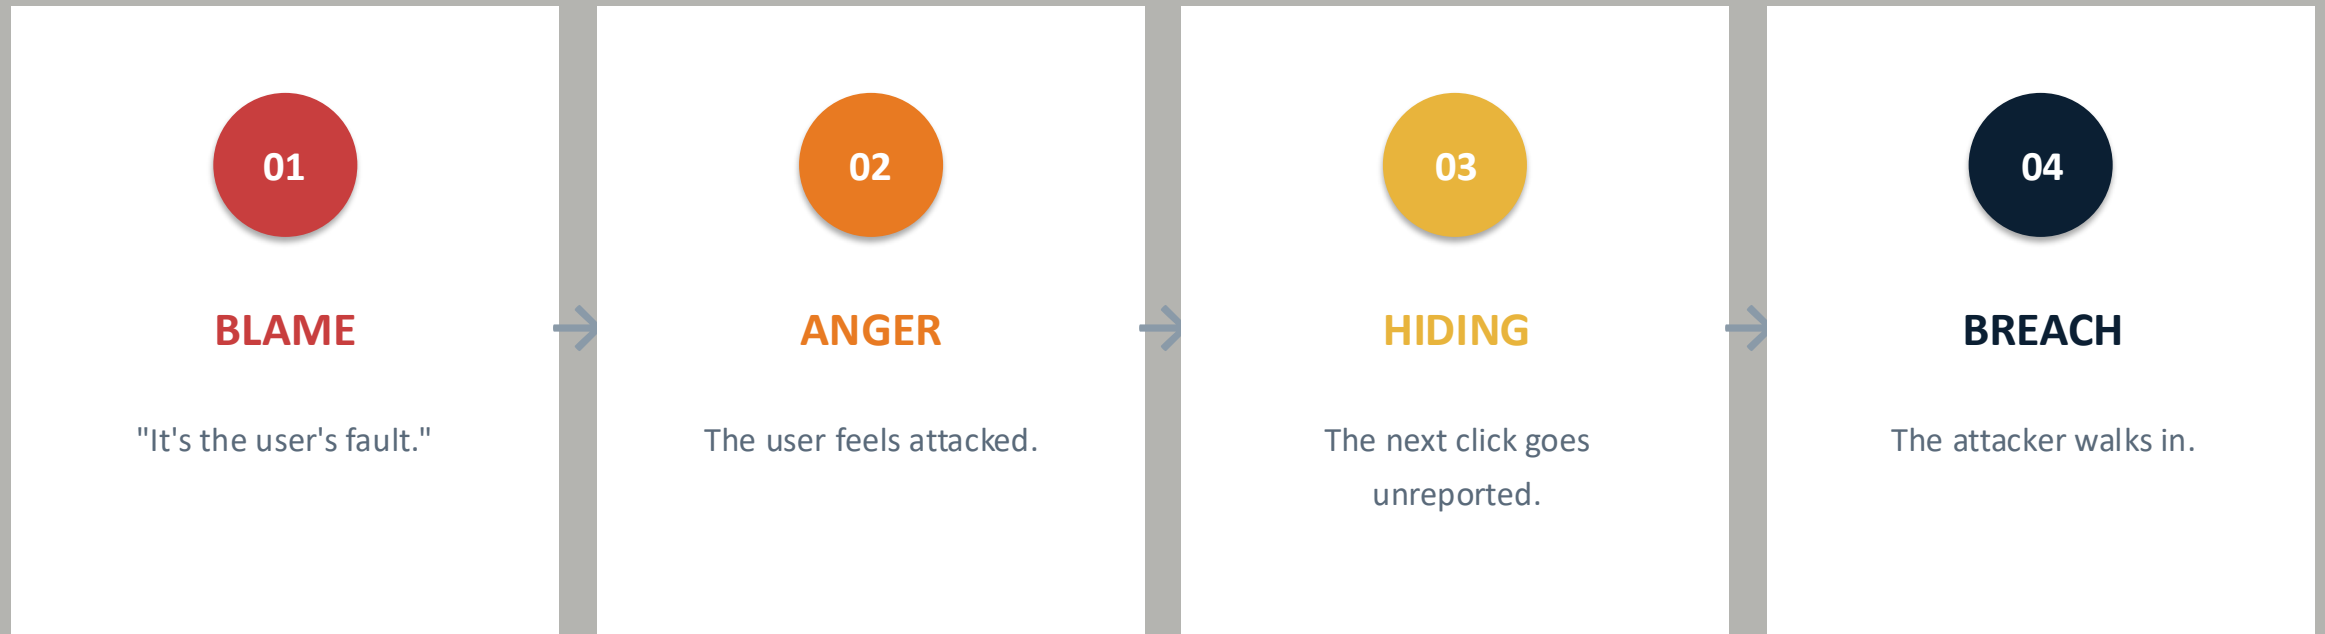 01
BLAME
"It's the user's fault."
02
ANGER
The user feels attacked.
03
HIDING
The next click goes
unreported.
04
BREACH
The attacker walks in.